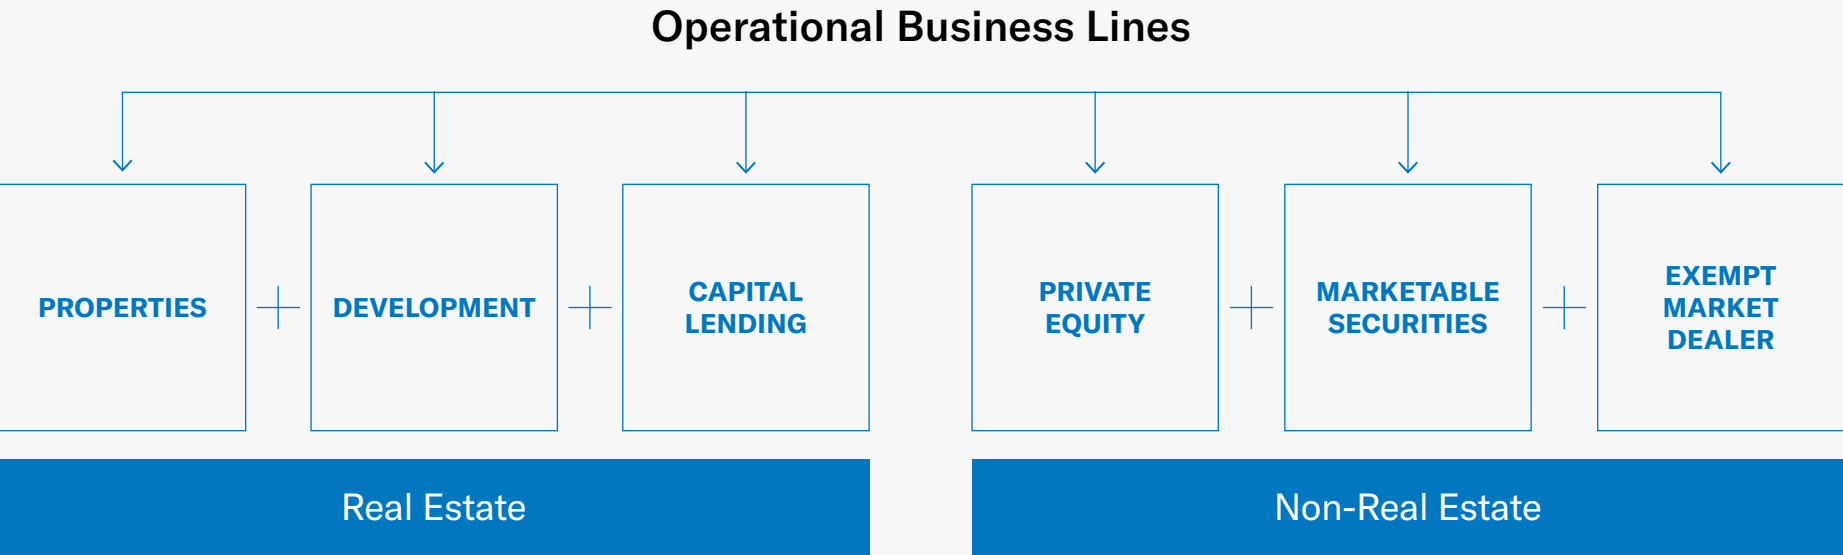 Operational Business Lines
PROPERTIES
DEVELOPMENT
CAPITAL
LENDING
PRIVATE
EQUITY
MARKETABLE
SECURITIES
EXEMPT
MARKET
DEALER
Real Estate
Non-Real Estate